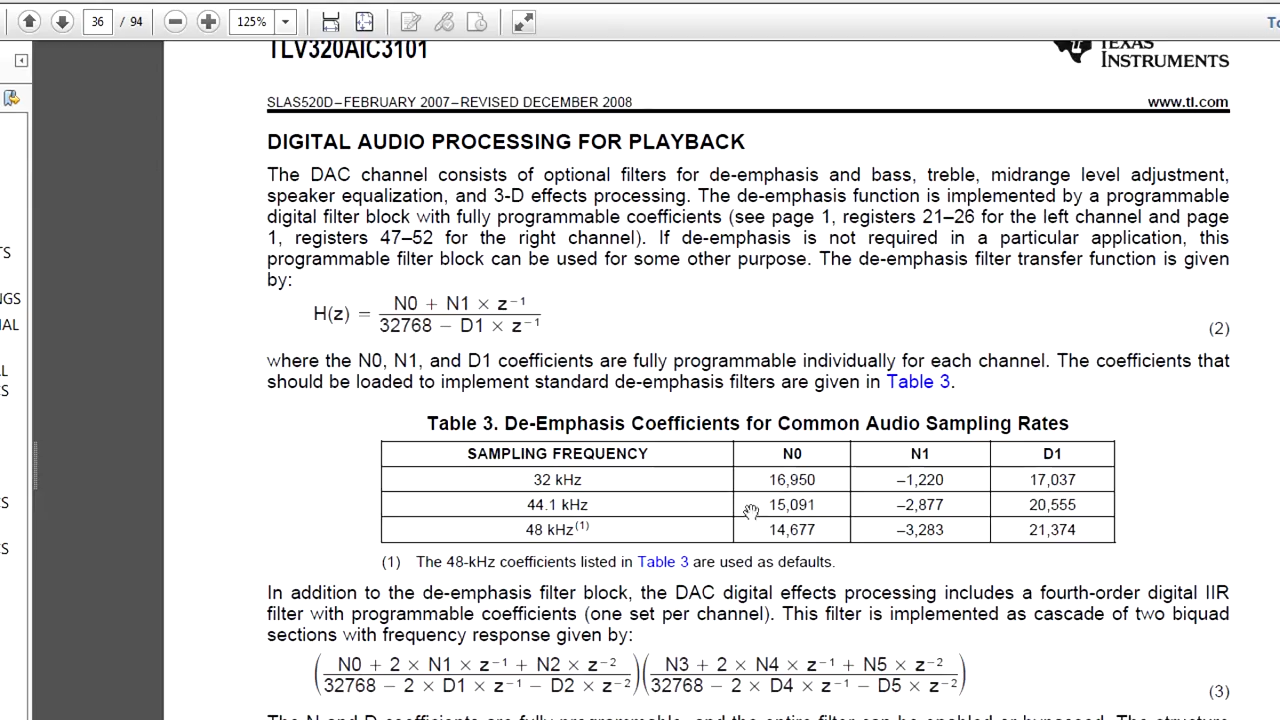 36 / 94 125% To
TLV320AIC3101
TEXAS
INSTRUMENTS
SLAS520D–FEBRUARY 2007–REVISED DECEMBER 2008 www.ti.com
DIGITAL AUDIO PROCESSING FOR PLAYBACK
The DAC channel consists of optional filters for de-emphasis and bass, treble, midrange level adjustment,
speaker equalization, and 3-D effects processing. The de-emphasis function is implemented by a programmable
digital filter block with fully programmable coefficients (see page 1, registers 21–26 for the left channel and page
1, registers 47–52 for the right channel). If de-emphasis is not required in a particular application, this
programmable filter block can be used for some other purpose. The de-emphasis filter transfer function is given
by:
H(z) = (N0 + N1 × z⁻¹) / (32768 − D1 × z⁻¹) (2)
where the N0, N1, and D1 coefficients are fully programmable individually for each channel. The coefficients that
should be loaded to implement standard de-emphasis filters are given in Table 3.
Table 3. De-Emphasis Coefficients for Common Audio Sampling Rates
SAMPLING FREQUENCY N0 N1 D1
32 kHz 16,950 –1,220 17,037
44.1 kHz 15,091 –2,877 20,555
48 kHz(1) 14,677 –3,283 21,374
(1) The 48-kHz coefficients listed in Table 3 are used as defaults.
In addition to the de-emphasis filter block, the DAC digital effects processing includes a fourth-order digital IIR
filter with programmable coefficients (one set per channel). This filter is implemented as cascade of two biquad
sections with frequency response given by:
((N0 + 2 × N1 × z⁻¹ + N2 × z⁻²) / (32768 − 2 × D1 × z⁻¹ − D2 × z⁻²)) ((N3 + 2 × N4 × z⁻¹ + N5 × z⁻²) / (32768 − 2 × D4 × z⁻¹ − D5 × z⁻²)) (3)